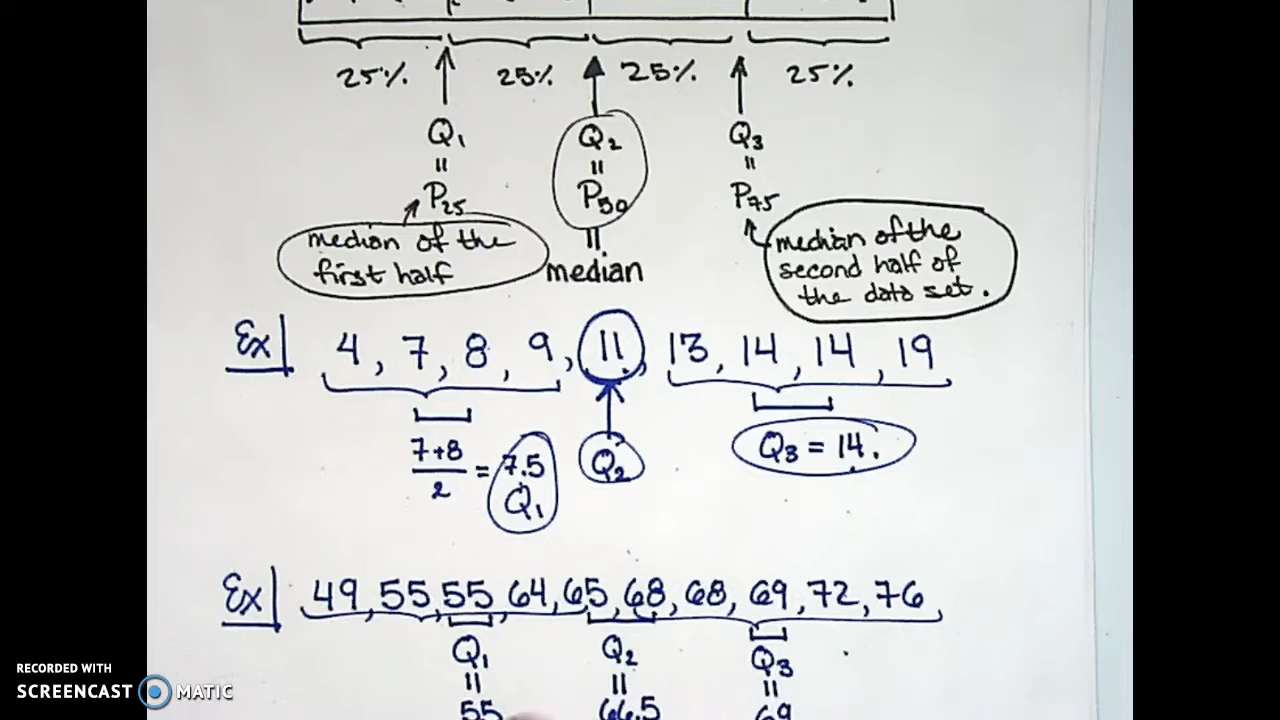 25% 25% 25% 25%
Q1 Q2 Q3
= = =
P25 P50 P75
=
median of the
first half
median
median of the
second half of
the data set.
Ex| 4, 7, 8, 9, 11, 13, 14, 14, 19
7+8
2
= 7.5
Q1
Q2
Q3 = 14.
Ex| 49, 55, 55, 64, 65, 68, 68, 69, 72, 76
Q1 Q2 Q3
= = =
55 66.5 69
RECORDED WITH
SCREENCAST MATIC